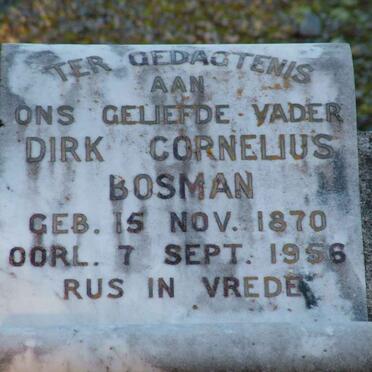 TER GEDAGTENIS
AAN
ONS GELIEFDE VADER
DIRK CORNELIUS
BOSMAN
GEB. 15 NOV. 1870
OORL. 7 SEPT. 1956
RUS IN VREDE